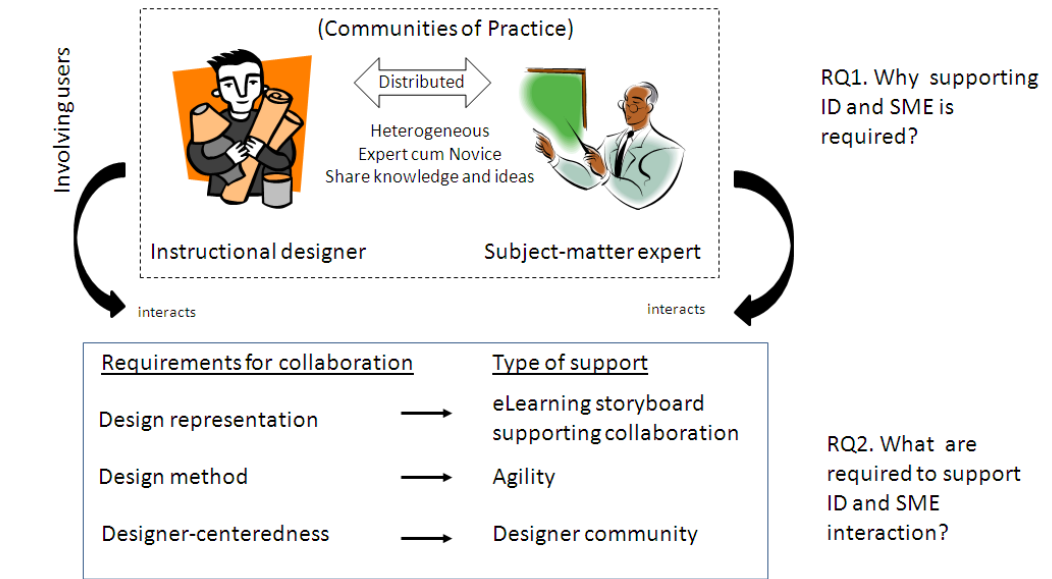 (Communities of Practice)
Involving users
Distributed
Heterogeneous
Expert cum Novice
Share knowledge and ideas
Instructional designer
Subject-matter expert
RQ1. Why supporting
ID and SME is
required?
interacts
interacts
Requirements for collaboration
Type of support
Design representation
eLearning storyboard
supporting collaboration
Design method
Agility
Designer-centeredness
Designer community
RQ2. What are
required to support
ID and SME
interaction?